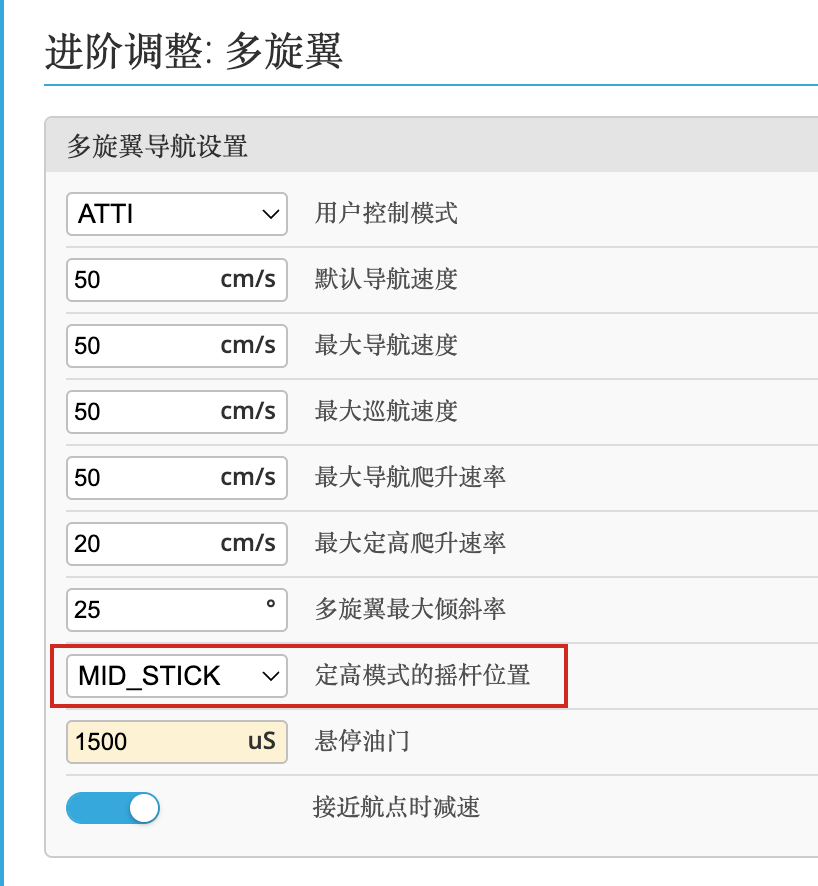 进阶调整: 多旋翼
多旋翼导航设置
ATTI 用户控制模式
50 cm/s 默认导航速度
50 cm/s 最大导航速度
50 cm/s 最大巡航速度
50 cm/s 最大导航爬升速率
20 cm/s 最大定高爬升速率
25 ° 多旋翼最大倾斜率
MID_STICK 定高模式的摇杆位置
1500 uS 悬停油门
接近航点时减速